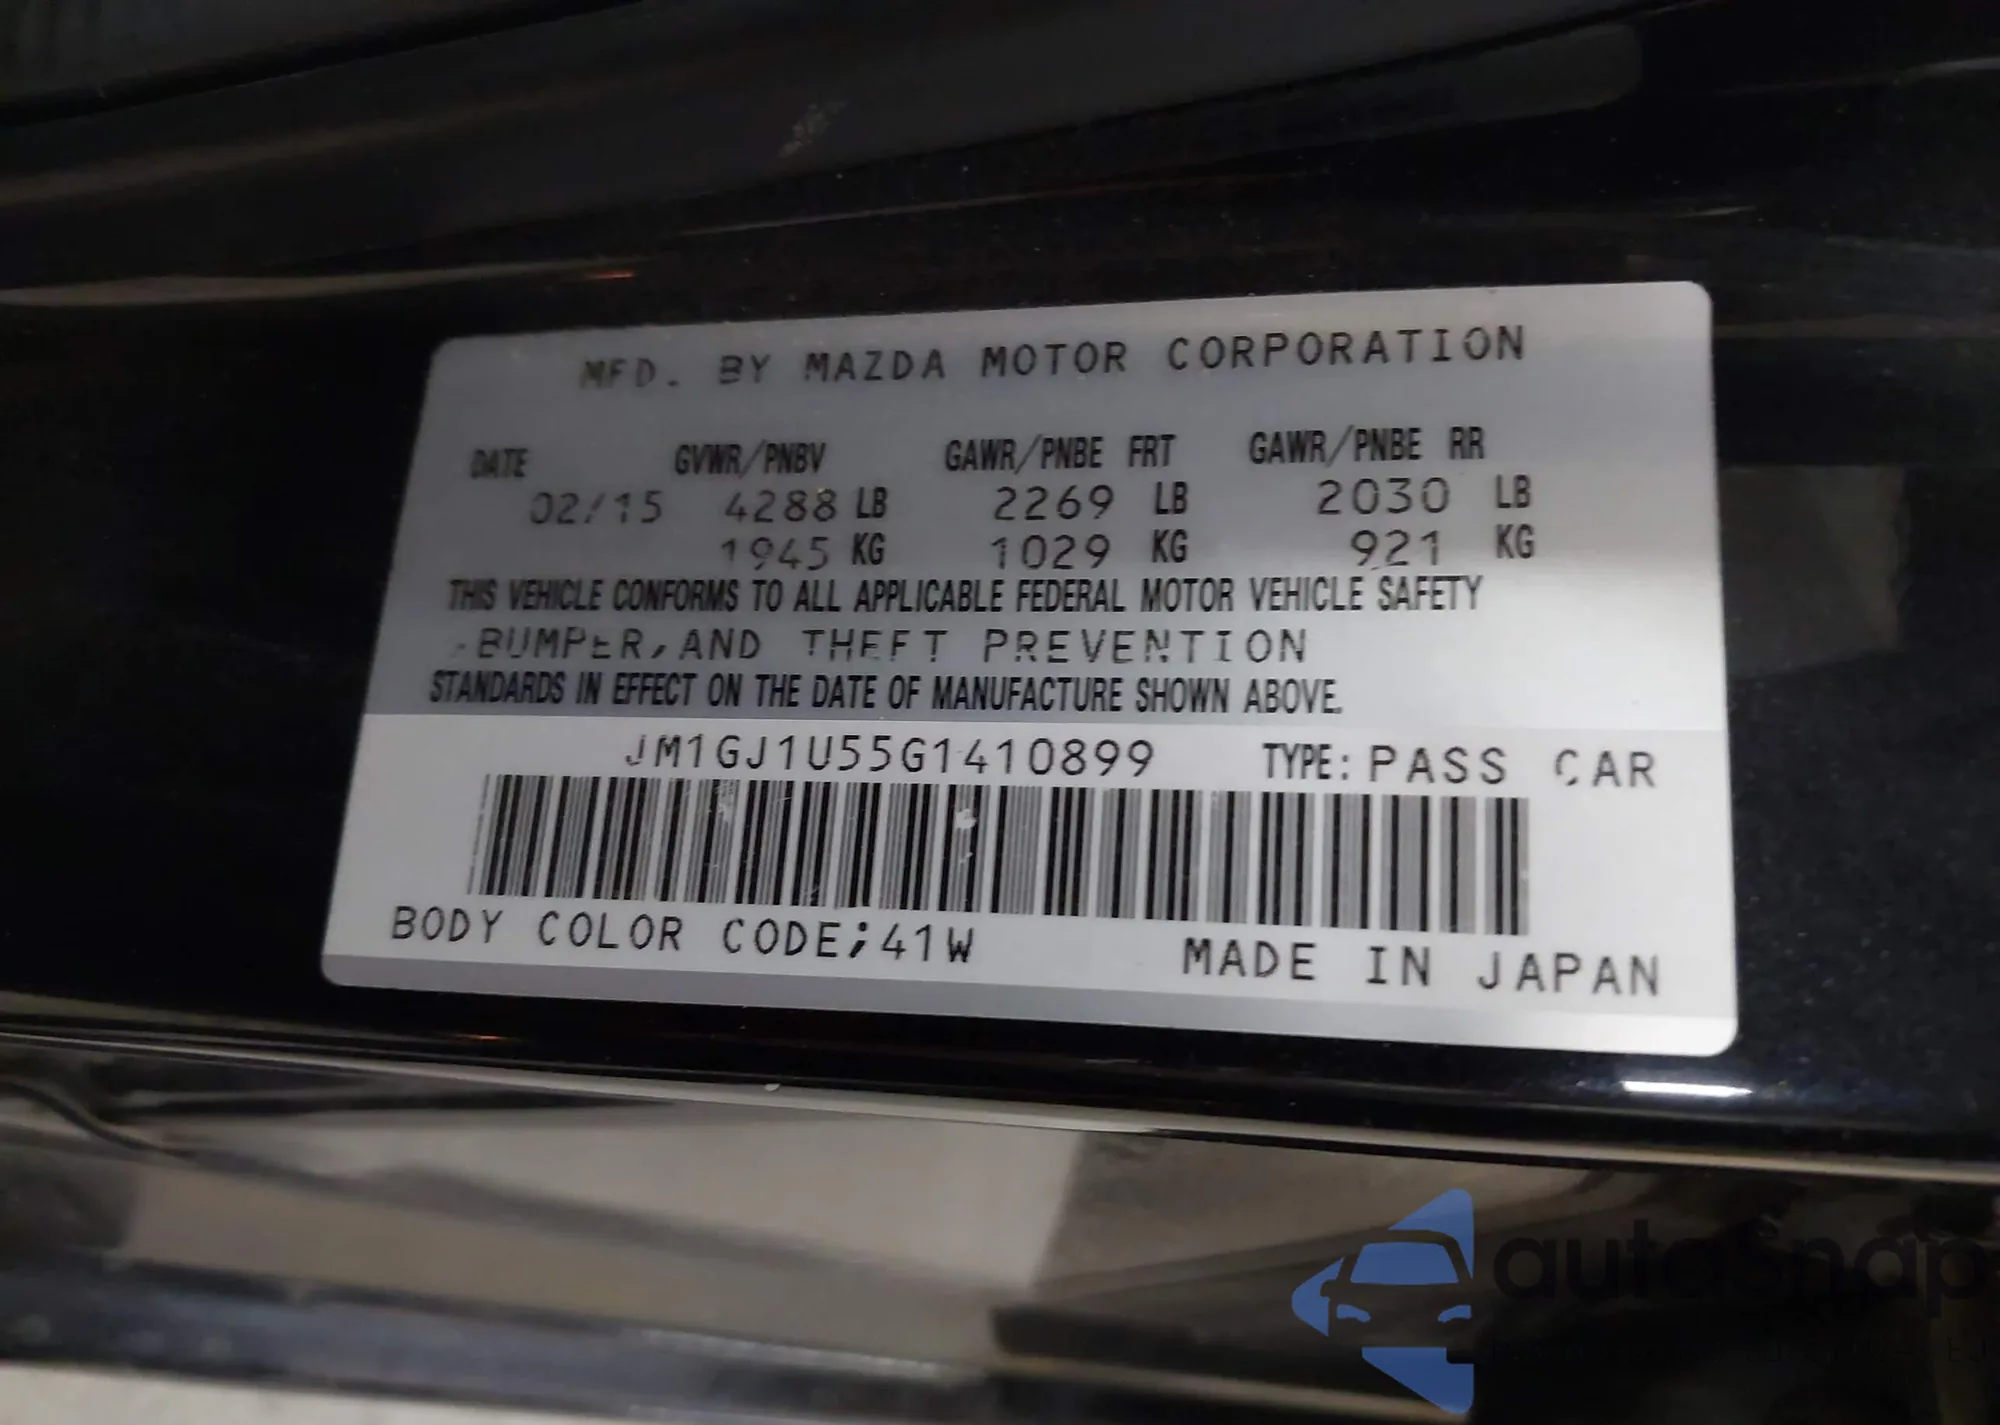 MFD. BY MAZDA MOTOR CORPORATION
DATE GVWR/PNBV GAWR/PNBE FRT GAWR/PNBE RR
02/15 4288 LB 2269 LB 2030 LB
1945 KG 1029 KG 921 KG
THIS VEHICLE CONFORMS TO ALL APPLICABLE FEDERAL MOTOR VEHICLE SAFETY
,BUMPER,AND THEFT PREVENTION
STANDARDS IN EFFECT ON THE DATE OF MANUFACTURE SHOWN ABOVE.
JM1GJ1U55G1410899 TYPE: PASS CAR
BODY COLOR CODE;41W MADE IN JAPAN
autosnap